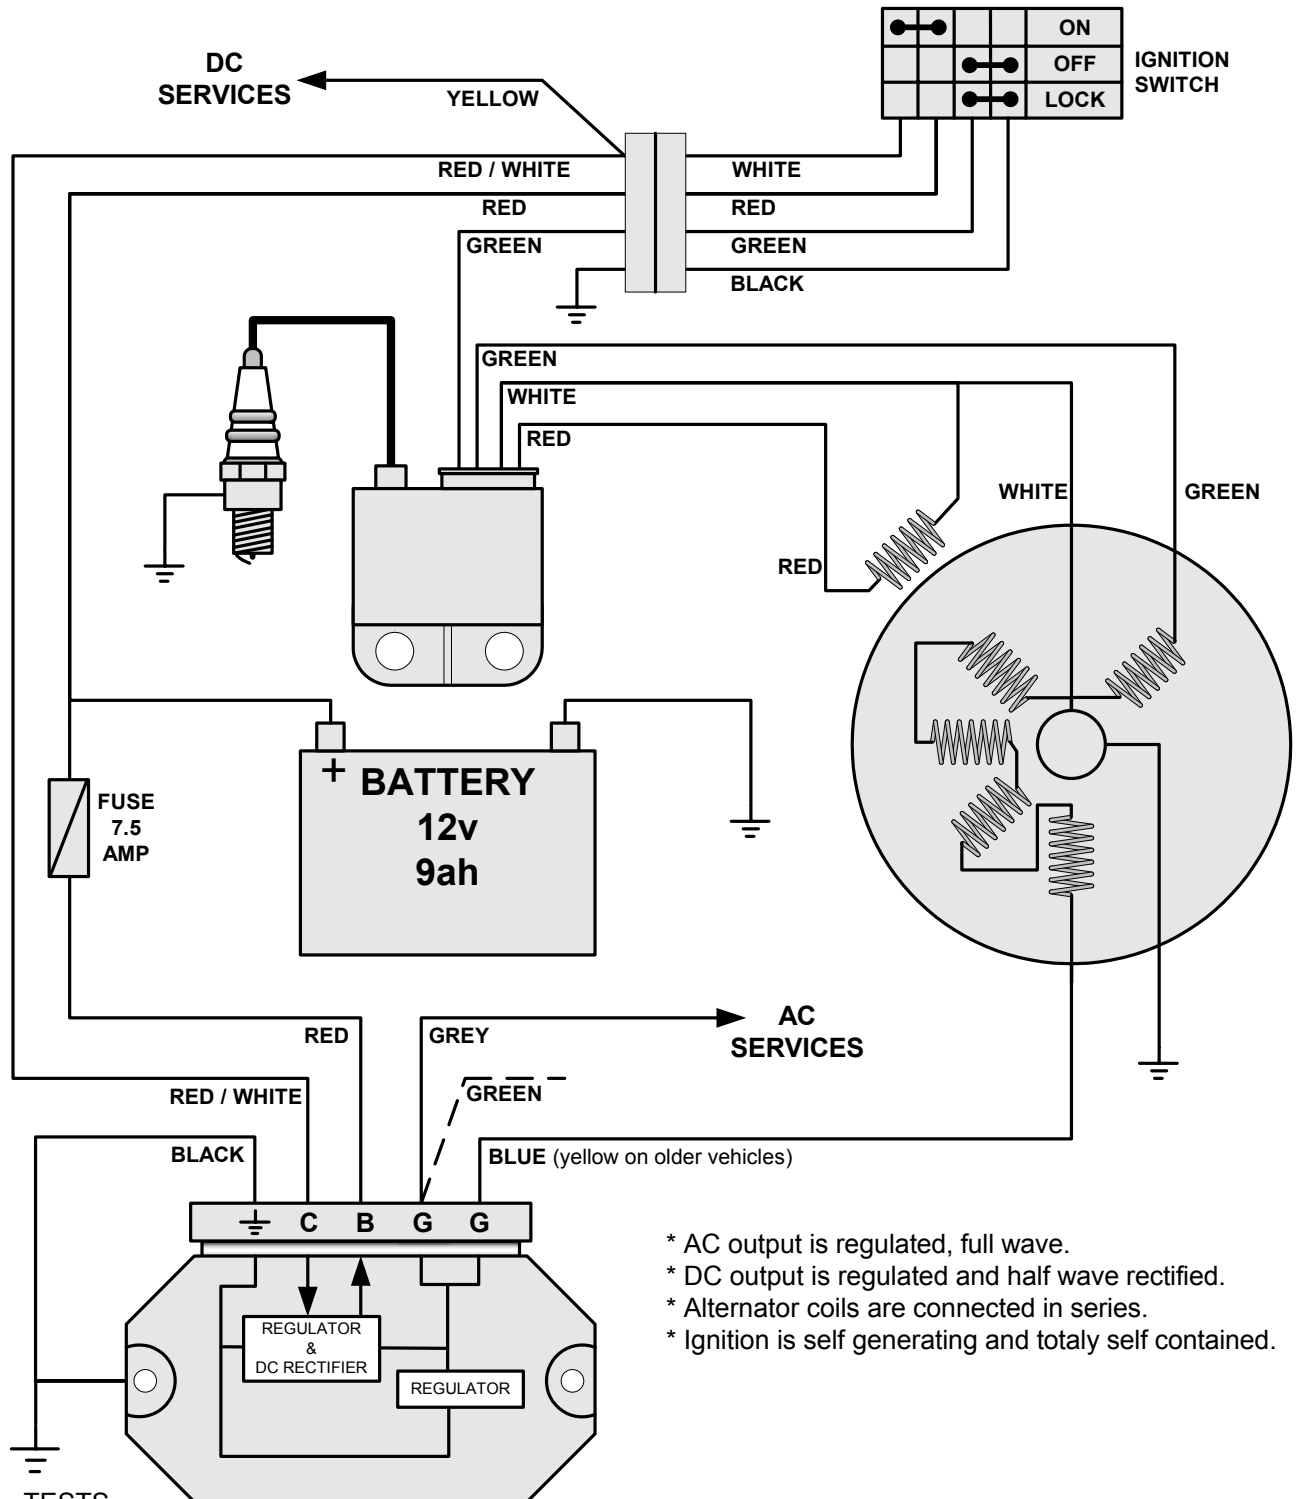 ON
OFF
LOCK
IGNITION
SWITCH
DC
SERVICES
YELLOW
RED / WHITE
WHITE
RED
RED
GREEN
GREEN
BLACK
GREEN
WHITE
RED
WHITE
GREEN
RED
+ BATTERY
12v
9ah
FUSE
7.5
AMP
RED
GREY
AC
SERVICES
RED / WHITE
GREEN
BLACK
BLUE (yellow on older vehicles)
C B G G
REGULATOR
&
DC RECTIFIER
REGULATOR
* AC output is regulated, full wave.
* DC output is regulated and half wave rectified.
* Alternator coils are connected in series.
* Ignition is self generating and totaly self contained.
TESTS